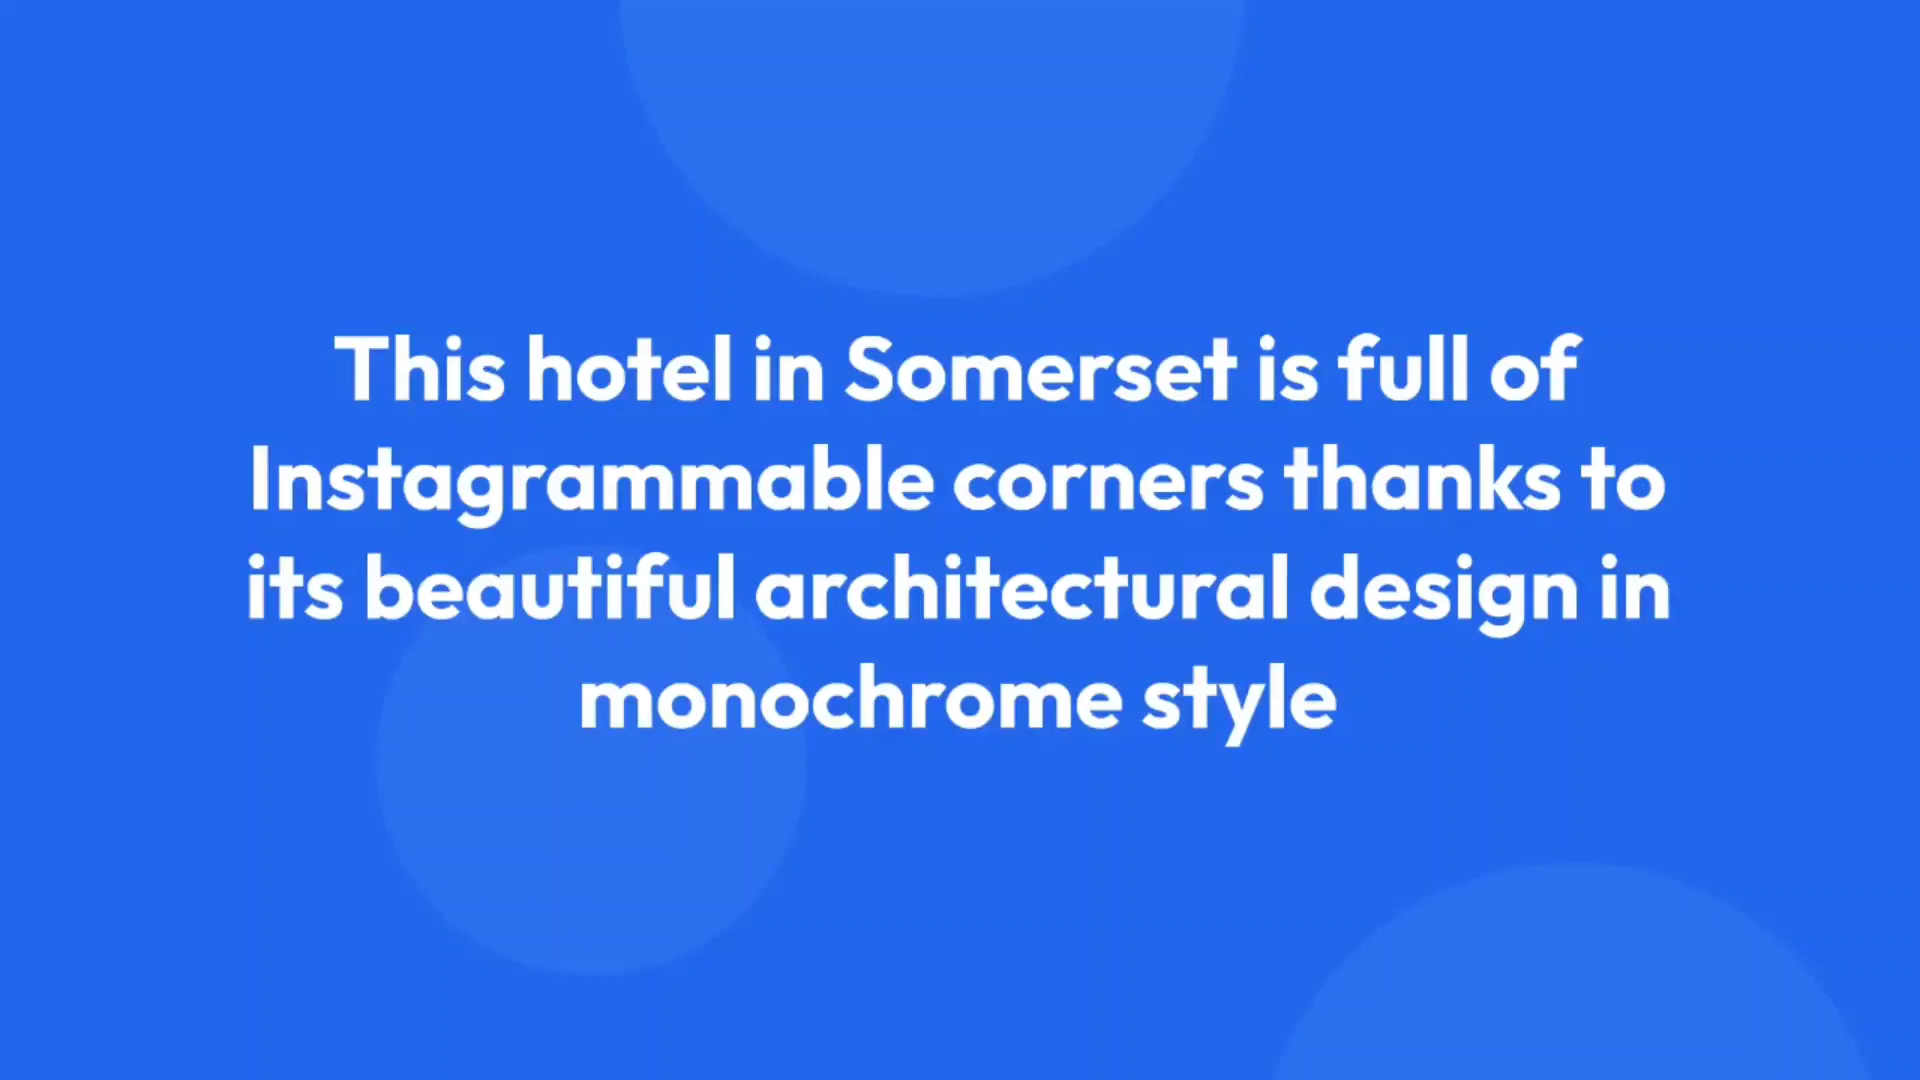 This hotel in Somerset is full of
Instagrammable corners thanks to
its beautiful architectural design in
monochrome style